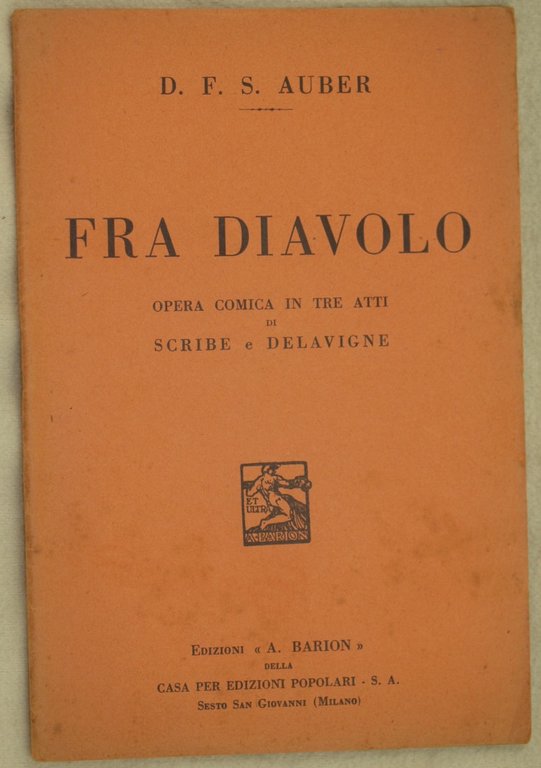 D. F. S. AUBER
FRA DIAVOLO
OPERA COMICA IN TRE ATTI
DI
SCRIBE e DELAVIGNE
ET
ULTRA
A. BARION
EDIZIONI « A. BARION »
DELLA
CASA PER EDIZIONI POPOLARI - S. A.
SESTO SAN GIOVANNI (MILANO)